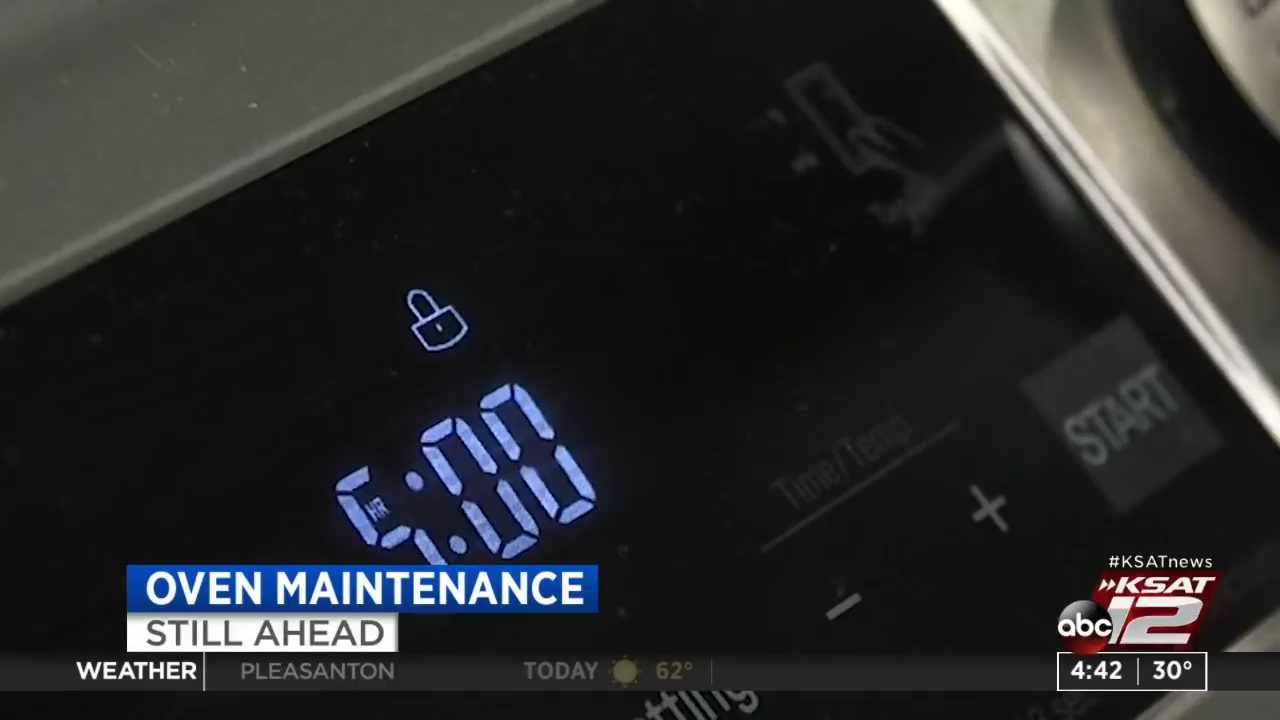 5:00
HR
Time/Temp
+
START
-
OVEN MAINTENANCE
STILL AHEAD
#KSATnews
KSAT
abc 12
WEATHER PLEASANTON TODAY 62°
4:42 30°